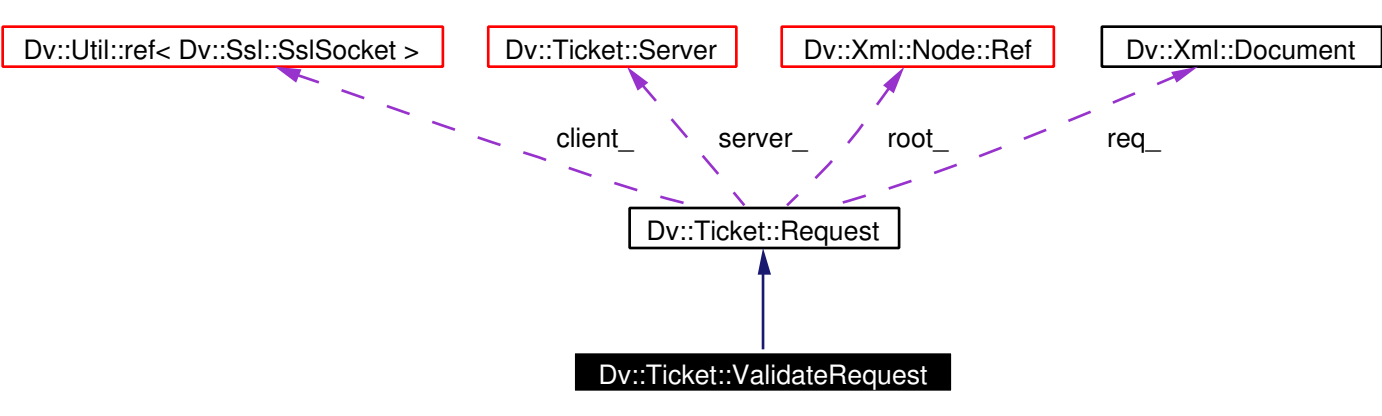 Dv::Util::ref< Dv::Ssl::SslSocket >
Dv::Ticket::Server
Dv::Xml::Node::Ref
Dv::Xml::Document
client_
server_
root_
req_
Dv::Ticket::Request
Dv::Ticket::ValidateRequest